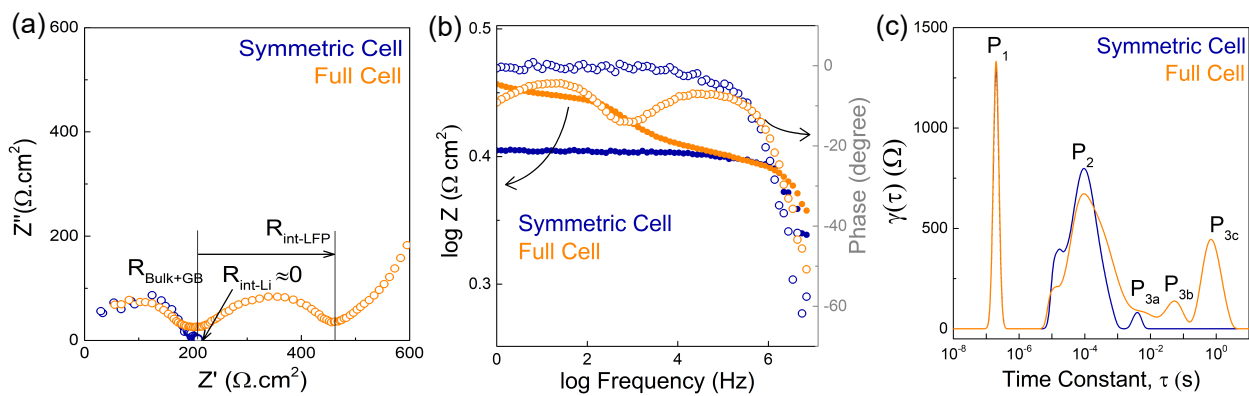 (a)
600
400
200
0
Z''(Ω.cm²)
Symmetric Cell
Full Cell
R_int-LFP
R_Bulk+GB
R_int-Li ≈0
0 200 400 600
Z' (Ω.cm²)
(b)
0.5
0.4
0.3
log Z (Ω cm²)
Symmetric Cell
Full Cell
0
-20
-40
-60
Phase (degree)
0 2 4 6
log Frequency (Hz)
(c)
1500
1000
500
0
γ(τ) (Ω)
Symmetric Cell
Full Cell
P₁
P₂
P₃ₐ
P_3b
P_3c
10⁻⁸ 10⁻⁶ 10⁻⁴ 10⁻² 10⁰
Time Constant, τ (s)